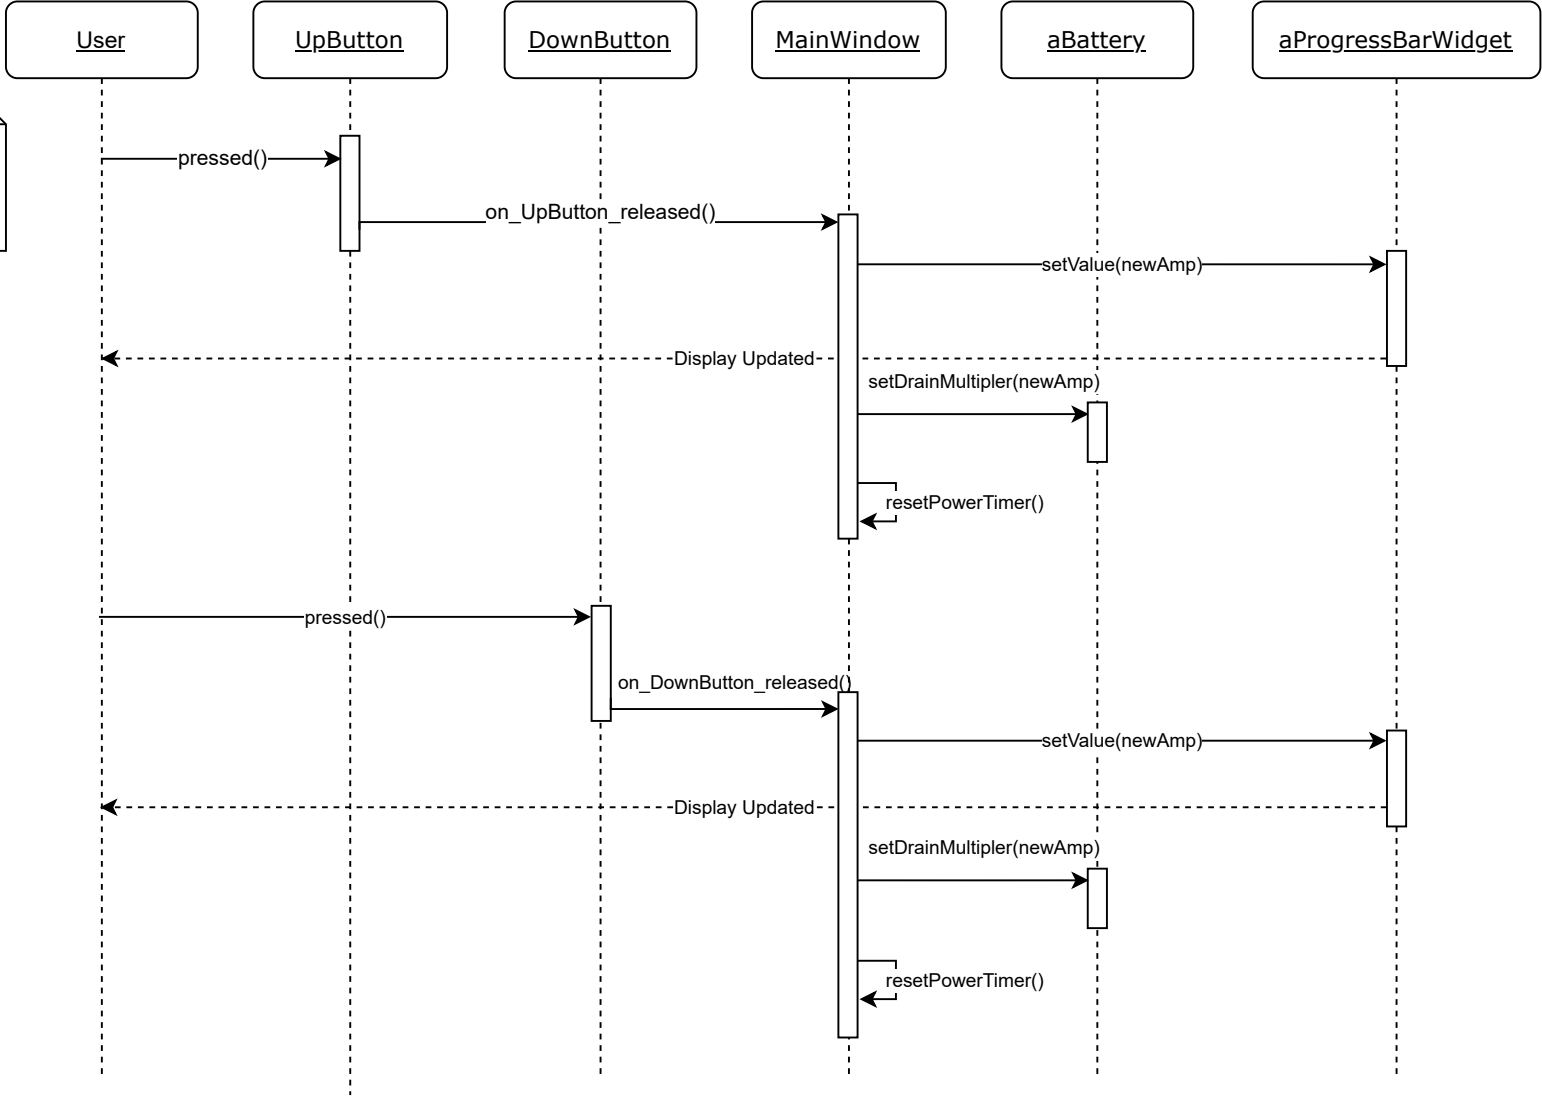 User
UpButton
DownButton
MainWindow
aBattery
aProgressBarWidget
pressed()
on_UpButton_released()
setValue(newAmp)
Display Updated
setDrainMultipler(newAmp)
resetPowerTimer()
pressed()
on_DownButton_released()
setValue(newAmp)
Display Updated
setDrainMultipler(newAmp)
resetPowerTimer()